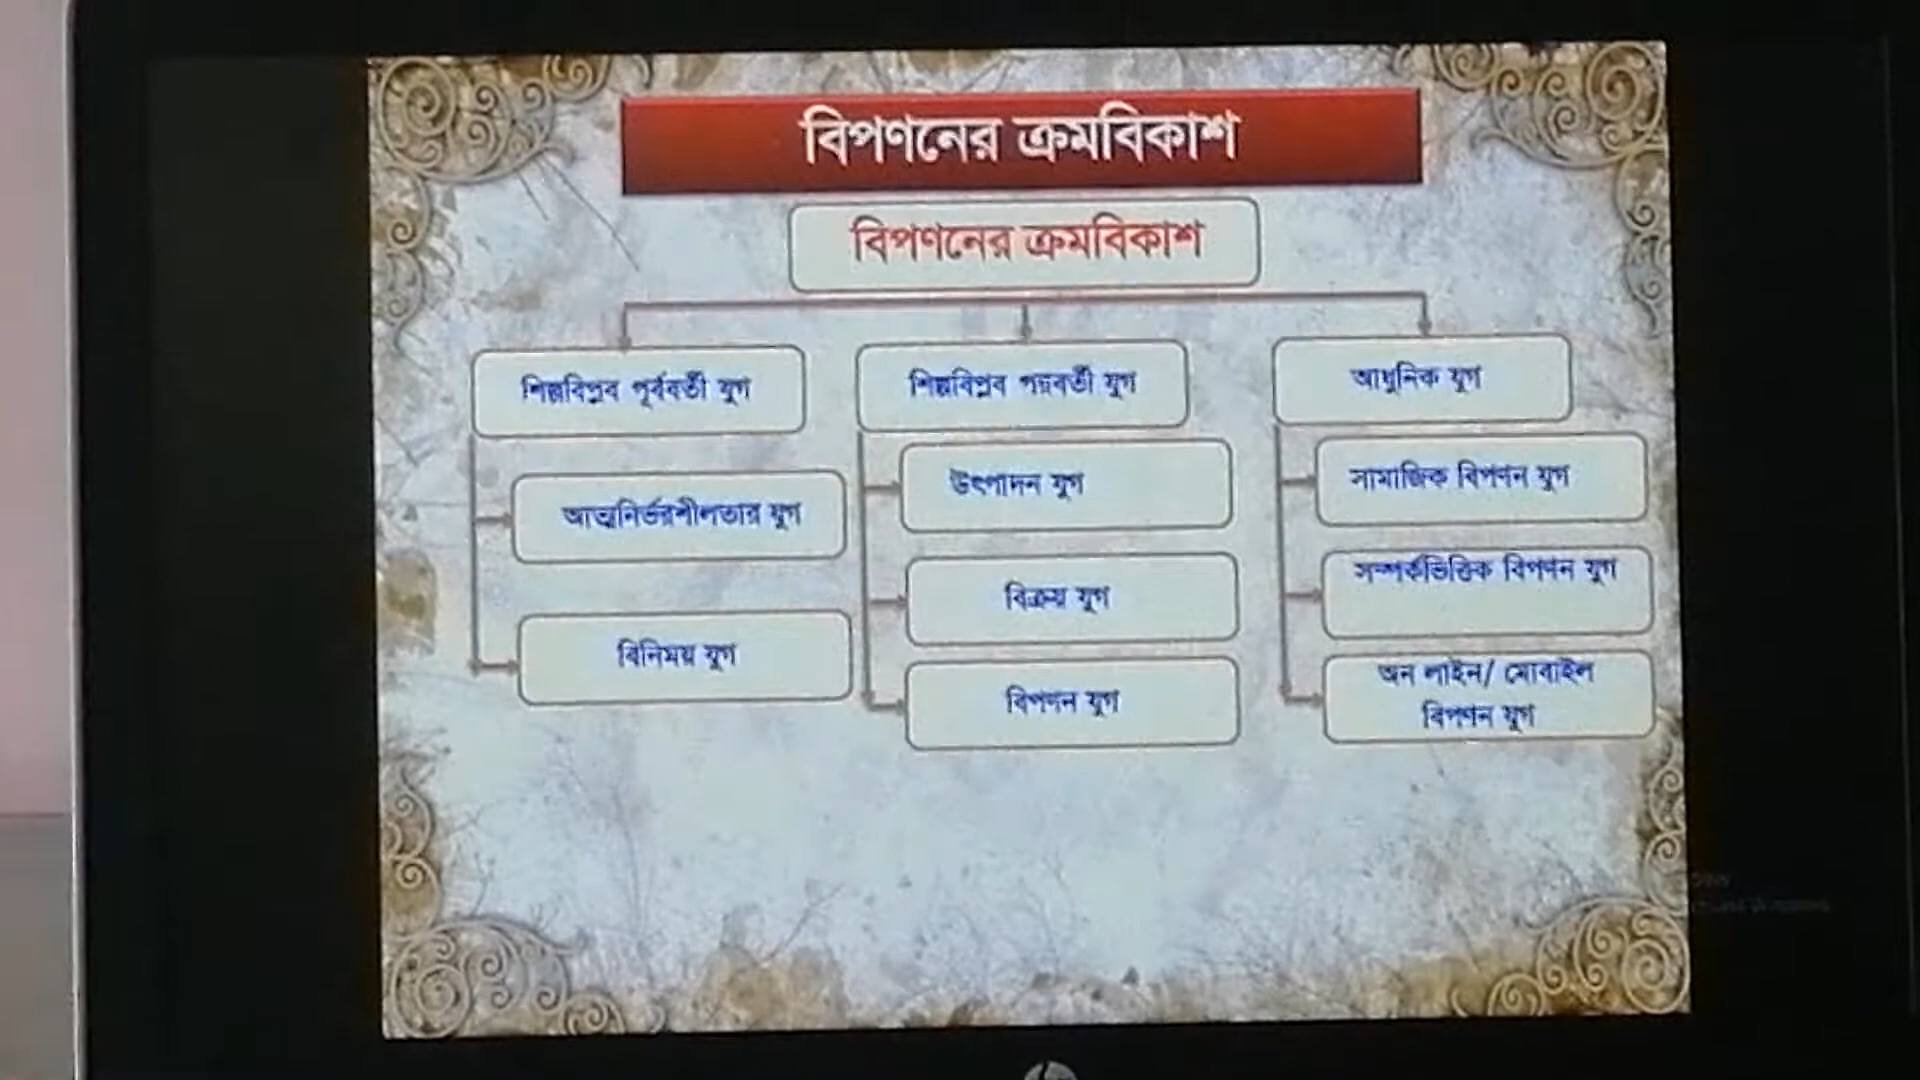 বিপণনের ক্রমবিকাশ
বিপণনের ক্রমবিকাশ
শিল্পবিপ্লব পূর্ববর্তী যুগ
আত্মনির্ভরশীলতার যুগ
বিনিময় যুগ
শিল্পবিপ্লব পরবর্তী যুগ
উৎপাদন যুগ
বিক্রয় যুগ
বিপণন যুগ
আধুনিক যুগ
সামাজিক বিপণন যুগ
সম্পর্কভিত্তিক বিপণন যুগ
অন লাইন/ মোবাইল
বিপণন যুগ